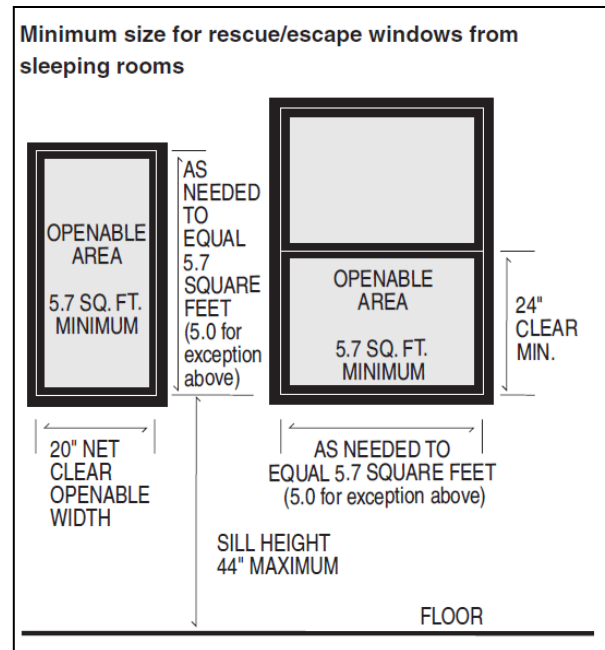 Minimum size for rescue/escape windows from
sleeping rooms
OPENABLE
AREA
5.7 SQ. FT.
MINIMUM
AS
NEEDED
TO
EQUAL
5.7
SQUARE
FEET
(5.0 for
exception
above)
OPENABLE
AREA
5.7 SQ. FT.
MINIMUM
24"
CLEAR
MIN.
20" NET
CLEAR
OPENABLE
WIDTH
AS NEEDED TO
EQUAL 5.7 SQUARE FEET
(5.0 for exception above)
SILL HEIGHT
44" MAXIMUM
FLOOR